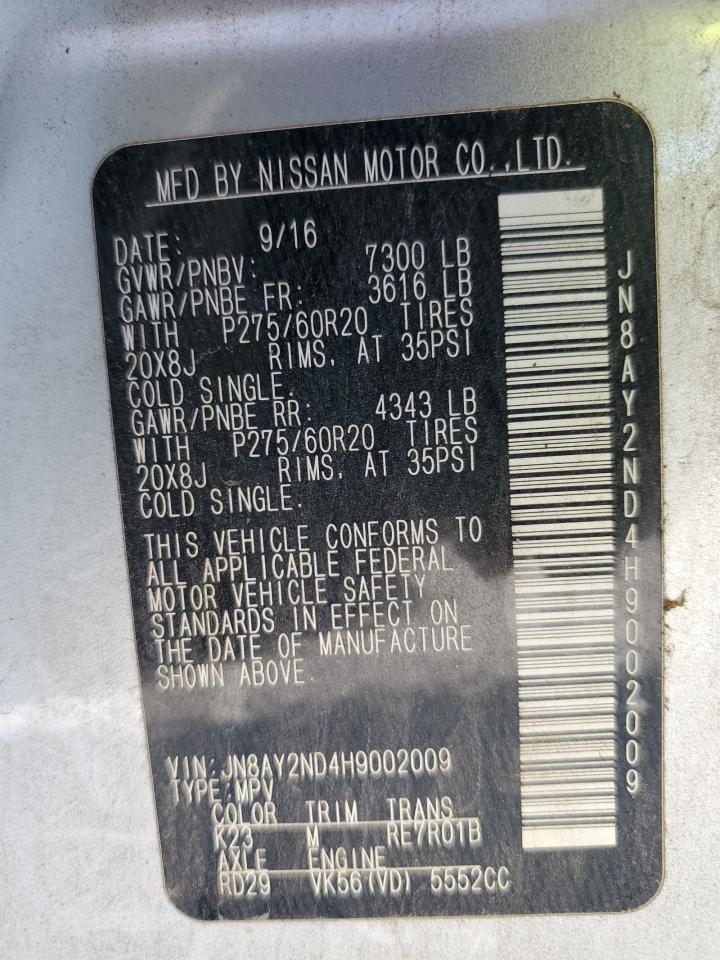 MFD BY NISSAN MOTOR CO.,LTD.
DATE: 9/16
GVWR/PNBV: 7300 LB
GAWR/PNBE FR: 3616 LB
WITH P275/60R20 TIRES
20X8J RIMS, AT 35PSI
COLD SINGLE.
GAWR/PNBE RR: 4343 LB
WITH P275/60R20 TIRES
20X8J RIMS, AT 35PSI
COLD SINGLE.
THIS VEHICLE CONFORMS TO
ALL APPLICABLE FEDERAL
MOTOR VEHICLE SAFETY
STANDARDS IN EFFECT ON
THE DATE OF MANUFACTURE
SHOWN ABOVE.
VIN:JN8AY2ND4H9002009
TYPE:MPV
COLOR TRIM TRANS
K23 M RE7R01B
AXLE ENGINE
RD29 VK56(VD) 5552CC
JN8AY2ND4H9002009